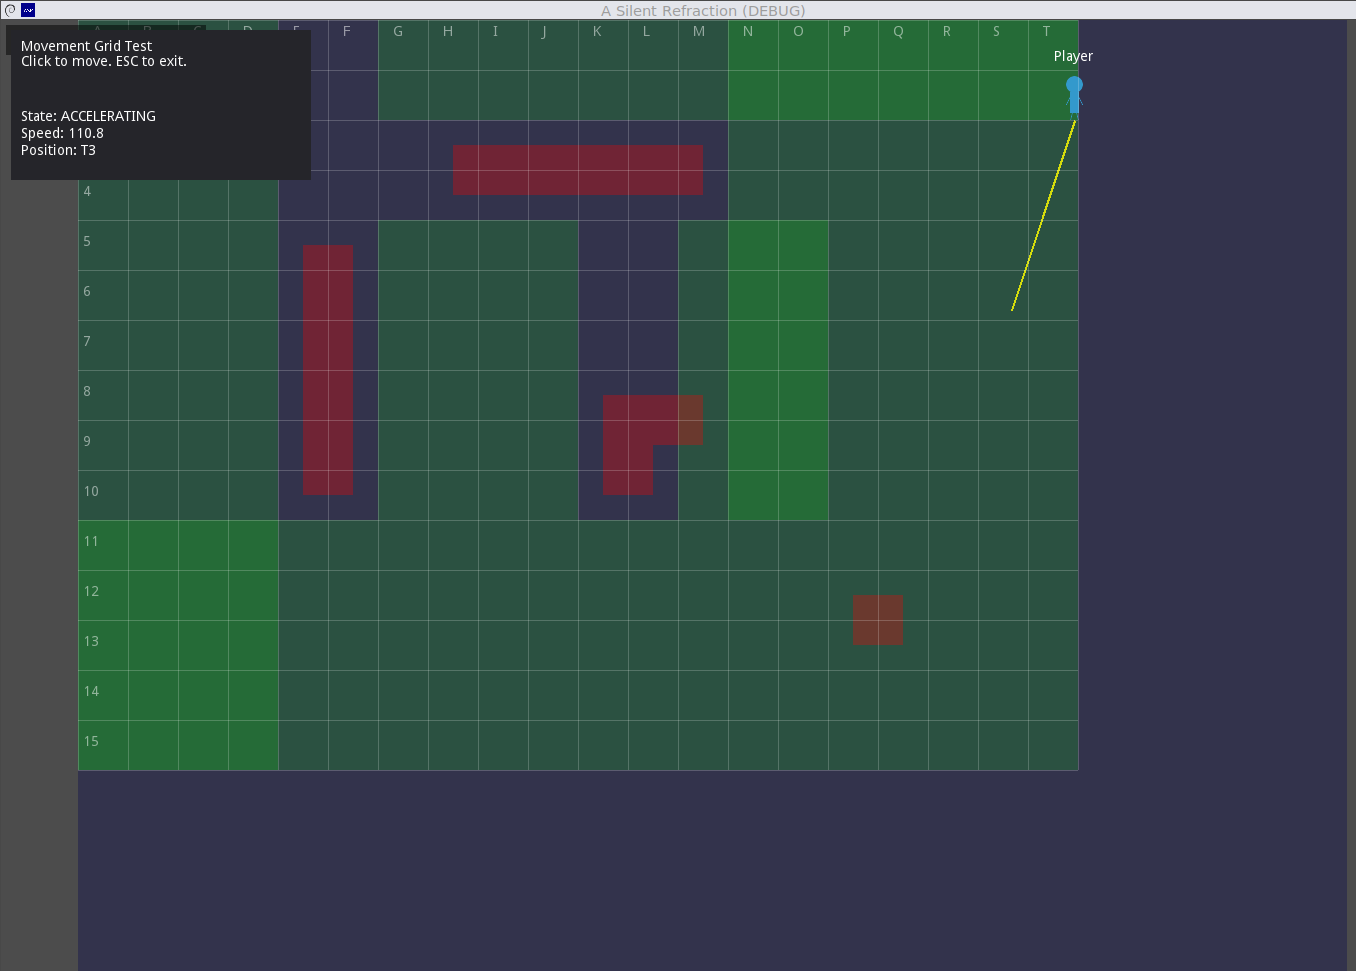 A Silent Refraction (DEBUG)
A B C D E F G H I J K L M N O P Q R S T
Movement Grid Test
Click to move. ESC to exit.
Player
State: ACCELERATING
Speed: 110.8
Position: T3
4
5
6
7
8
9
10
11
12
13
14
15